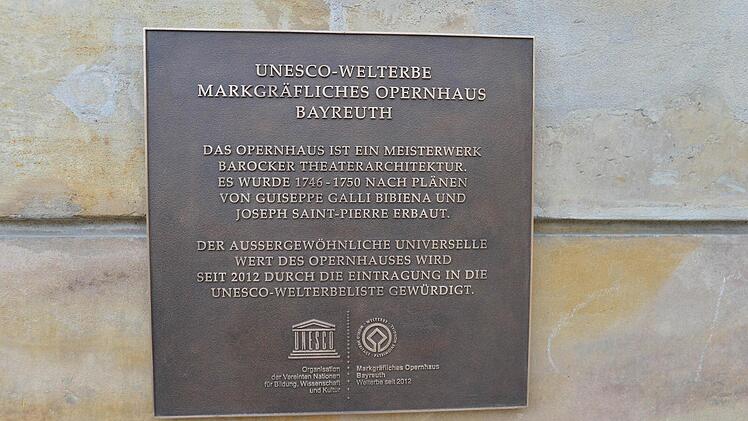 UNESCO-WELTERBE
MARKGRÄFLICHES OPERNHAUS
BAYREUTH
DAS OPERNHAUS IST EIN MEISTERWERK
BAROCKER THEATERARCHITEKTUR.
ES WURDE 1746 - 1750 NACH PLÄNEN
VON GUISEPPE GALLI BIBIENA UND
JOSEPH SAINT-PIERRE ERBAUT.
DER AUSSERGEWÖHNLICHE UNIVERSELLE
WERT DES OPERNHAUSES WIRD
SEIT 2012 DURCH DIE EINTRAGUNG IN DIE
UNESCO-WELTERBELISTE GEWÜRDIGT.
UNESCO
Organisation
der Vereinten Nationen
für Bildung, Wissenschaft
und Kultur
WELTERBE
Markgräfliches Opernhaus
Bayreuth
Welterbe seit 2012